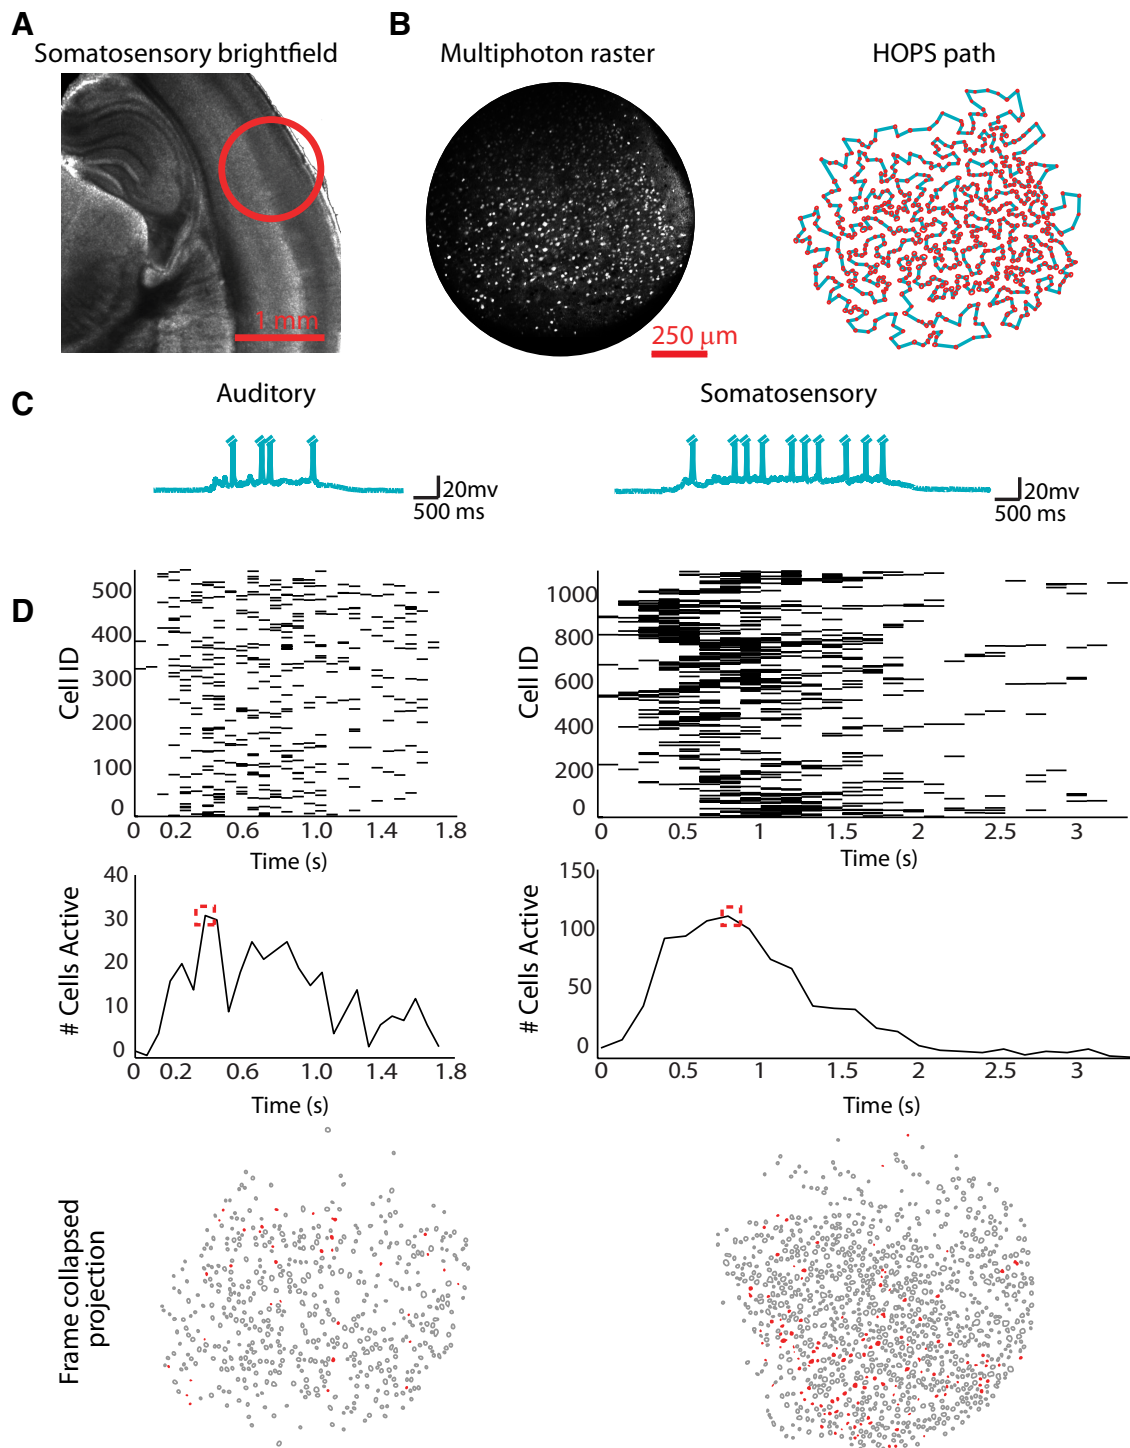 A
B
Somatosensory brightfield
Multiphoton raster
HOPS path
1 mm
250 μm
C
Auditory
Somatosensory
20mv
500 ms
20mv
500 ms
D
Cell ID
500
400
300
200
100
0
0 0.2 0.6 1.0 1.4 1.8
Time (s)
Cell ID
1000
800
600
400
200
0
0 0.5 1 1.5 2 2.5 3
Time (s)
# Cells Active
40
30
20
10
0
0 0.2 0.6 1.0 1.4 1.8
Time (s)
# Cells Active
150
100
50
0
0 0.5 1 1.5 2 2.5 3
Time (s)
Frame collapsed
projection